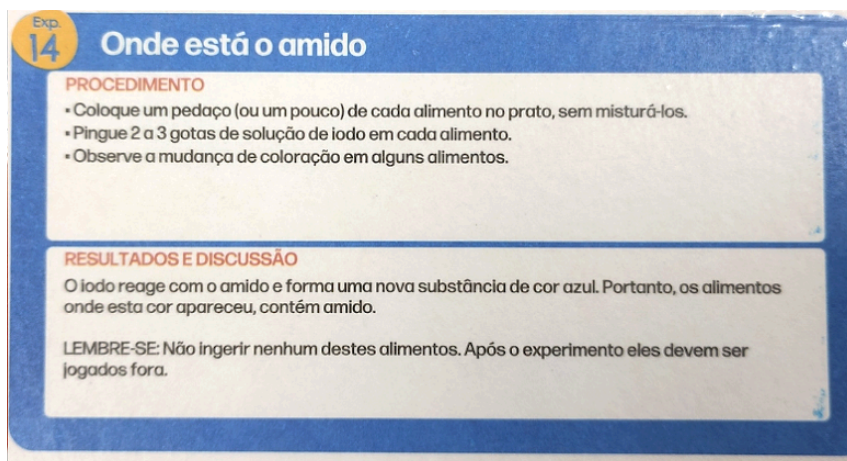 Exp.
14
Onde está o amido
PROCEDIMENTO
▪ Coloque um pedaço (ou um pouco) de cada alimento no prato, sem misturá-los.
▪ Pingue 2 a 3 gotas de solução de iodo em cada alimento.
▪ Observe a mudança de coloração em alguns alimentos.
RESULTADOS E DISCUSSÃO
O iodo reage com o amido e forma uma nova substância de cor azul. Portanto, os alimentos
onde esta cor apareceu, contém amido.
LEMBRE-SE: Não ingerir nenhum destes alimentos. Após o experimento eles devem ser
jogados fora.